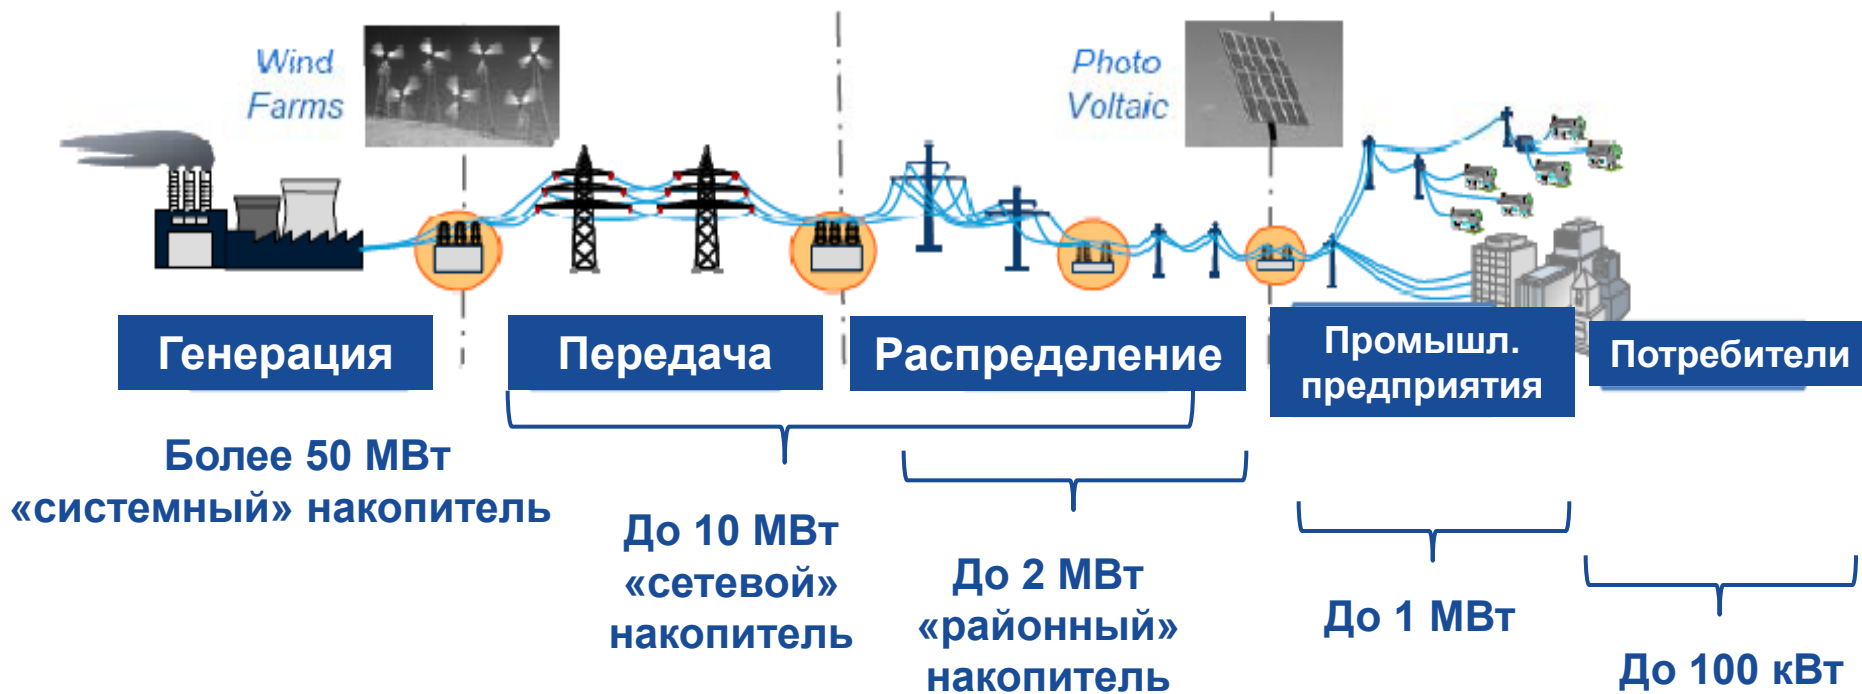 Wind
Farms
Photo
Voltaic
Генерация
Передача
Распределение
Промышл.
предприятия
Потребители
Более 50 МВт
«системный» накопитель
До 10 МВт
«сетевой»
накопитель
До 2 МВт
«районный»
накопитель
До 1 МВт
До 100 кВт